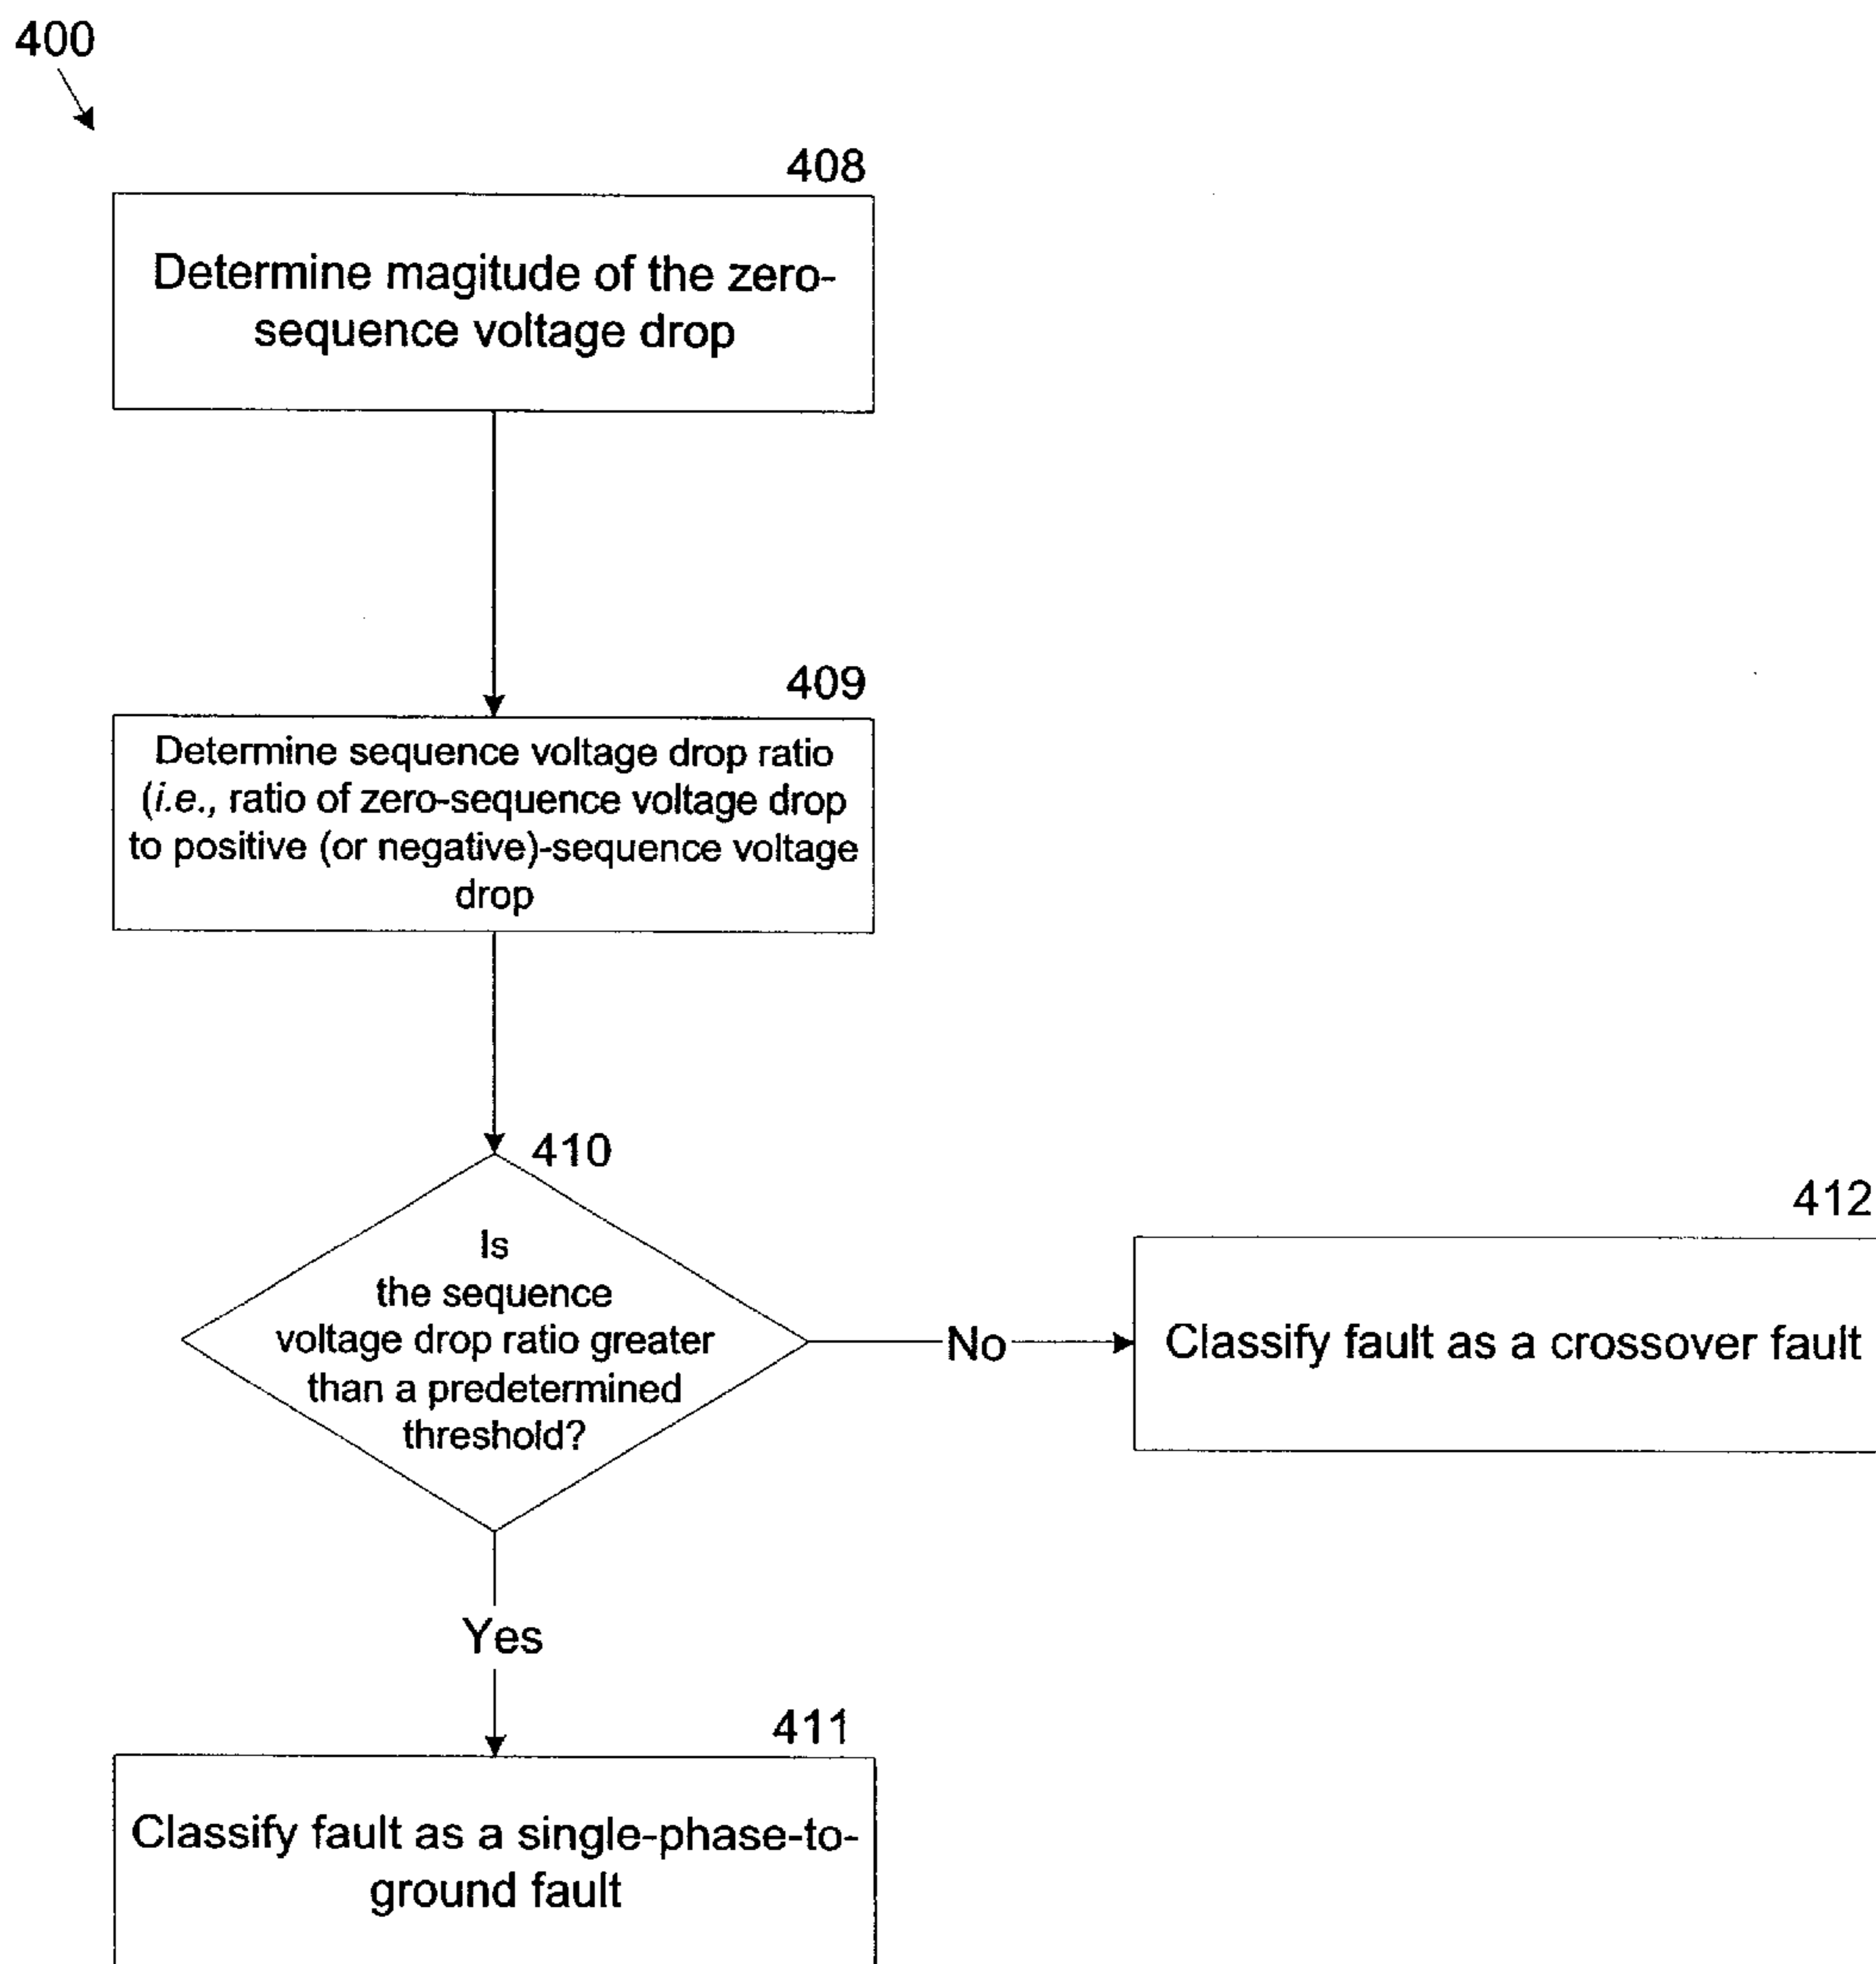 400
408
Determine magitude of the zero-
sequence voltage drop
409
Determine sequence voltage drop ratio
(i.e., ratio of zero-sequence voltage drop
to positive (or negative)-sequence voltage
drop
410
Is
the sequence
voltage drop ratio greater
than a predetermined
threshold?
No
412
Classify fault as a crossover fault
Yes
411
Classify fault as a single-phase-to-
ground fault